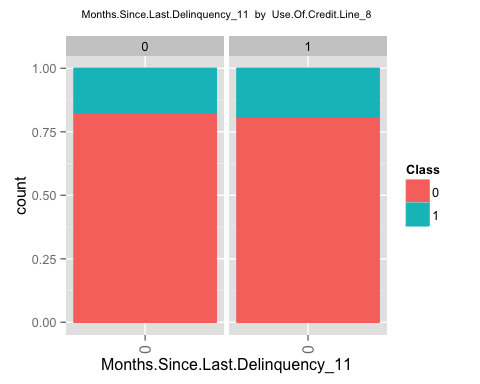 Months.Since.Last.Delinquency_11 by Use.Of.Credit.Line_8
0 1
1.00
0.75
0.50
0.25
0.00
count
0 0
Months.Since.Last.Delinquency_11
Class
0
1